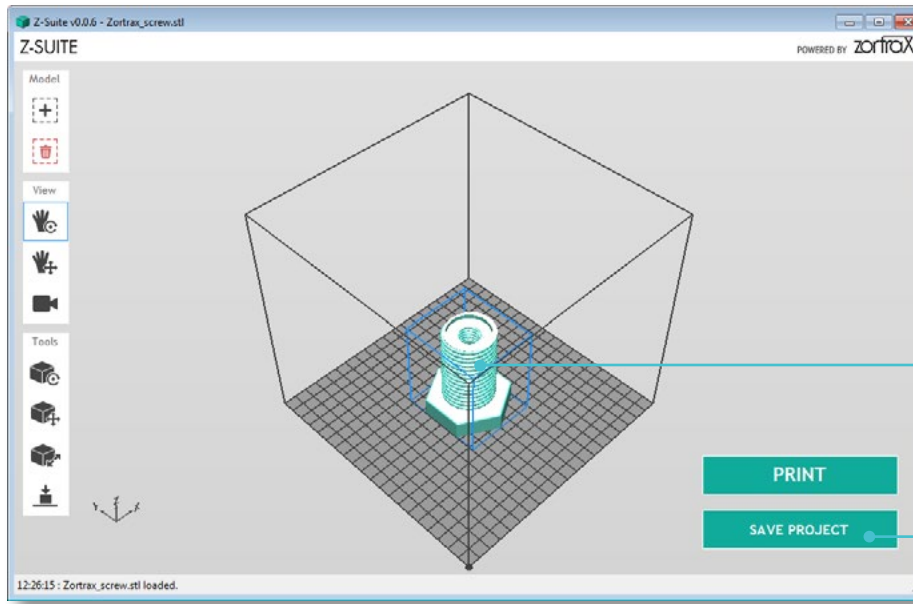 Z-Suite v0.0.6 - Zortrax_screw.stl
Z-SUITE
POWERED BY zortrax
Model
View
Tools
Z
Y X
PRINT
SAVE PROJECT
12:26:15 : Zortrax_screw.stl loaded.